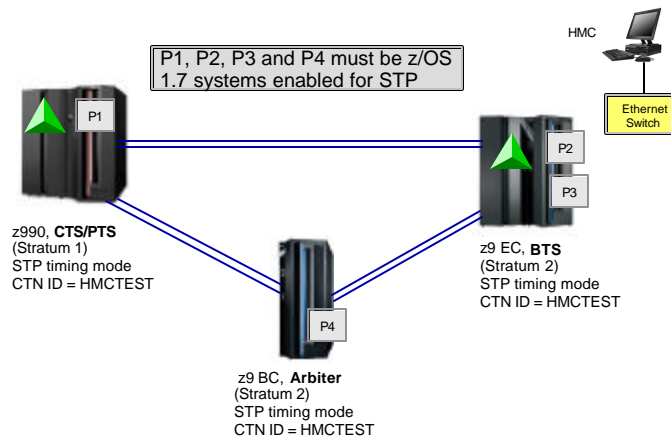 HMC
P1, P2, P3 and P4 must be z/OS
1.7 systems enabled for STP
Ethernet
Switch
P1
P2
P3
z990, CTS/PTS
(Stratum 1)
STP timing mode
CTN ID = HMCTEST
z9 EC, BTS
(Stratum 2)
STP timing mode
CTN ID = HMCTEST
P4
z9 BC, Arbiter
(Stratum 2)
STP timing mode
CTN ID = HMCTEST